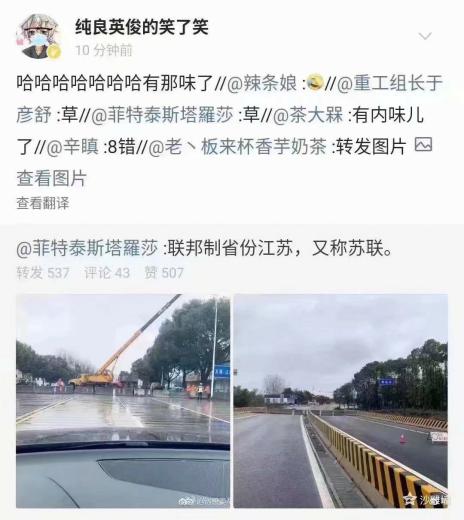 纯良英俊的笑了笑
10 分钟前
哈哈哈哈哈哈哈有那味了//@辣条娘 : //@重工组长于
彦舒 :草//@菲特泰斯塔羅莎 :草//@茶大槑 :有内味儿
了//@辛瞋 :8错//@老丶板来杯香芋奶茶 :转发图片
查看图片
查看翻译
@菲特泰斯塔羅莎 :联邦制省份江苏，又称苏联。
转发 537 评论 43 赞 507